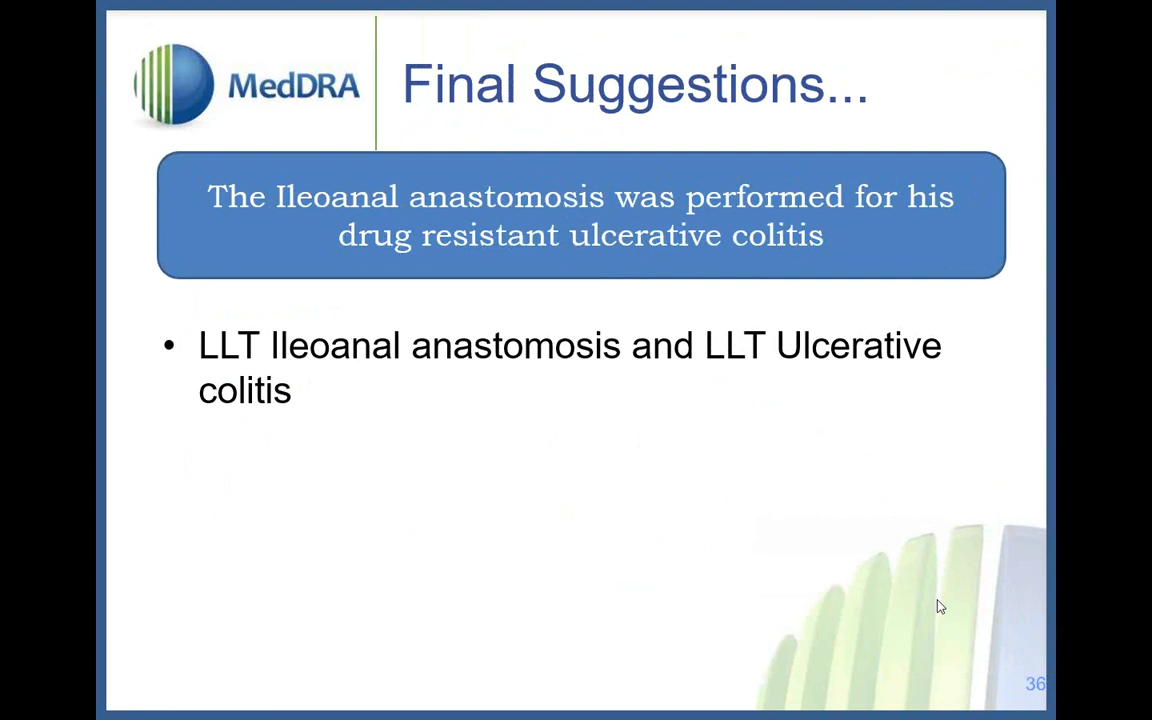 MedDRA
Final Suggestions...
The Ileoanal anastomosis was performed for his
drug resistant ulcerative colitis
• LLT Ileoanal anastomosis and LLT Ulcerative
colitis
36